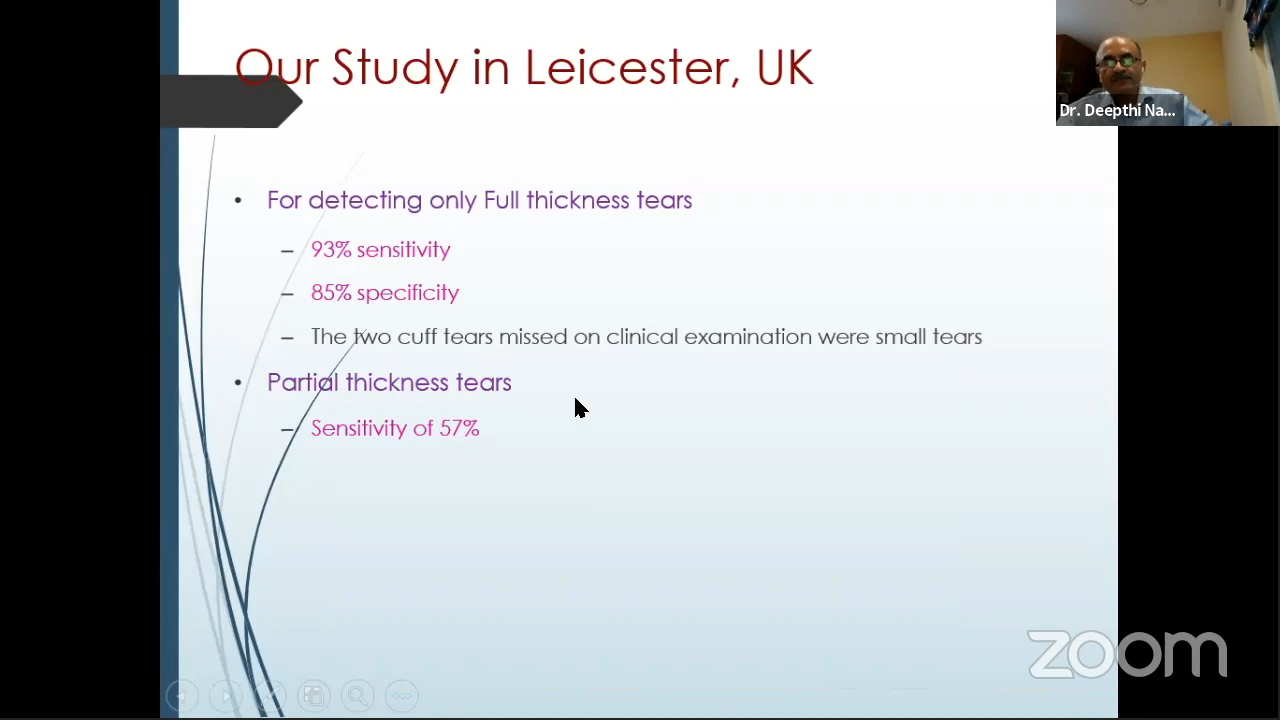 Our Study in Leicester, UK
Dr. Deepthi Na...
• For detecting only Full thickness tears
– 93% sensitivity
– 85% specificity
– The two cuff tears missed on clinical examination were small tears
• Partial thickness tears
– Sensitivity of 57%
zoom